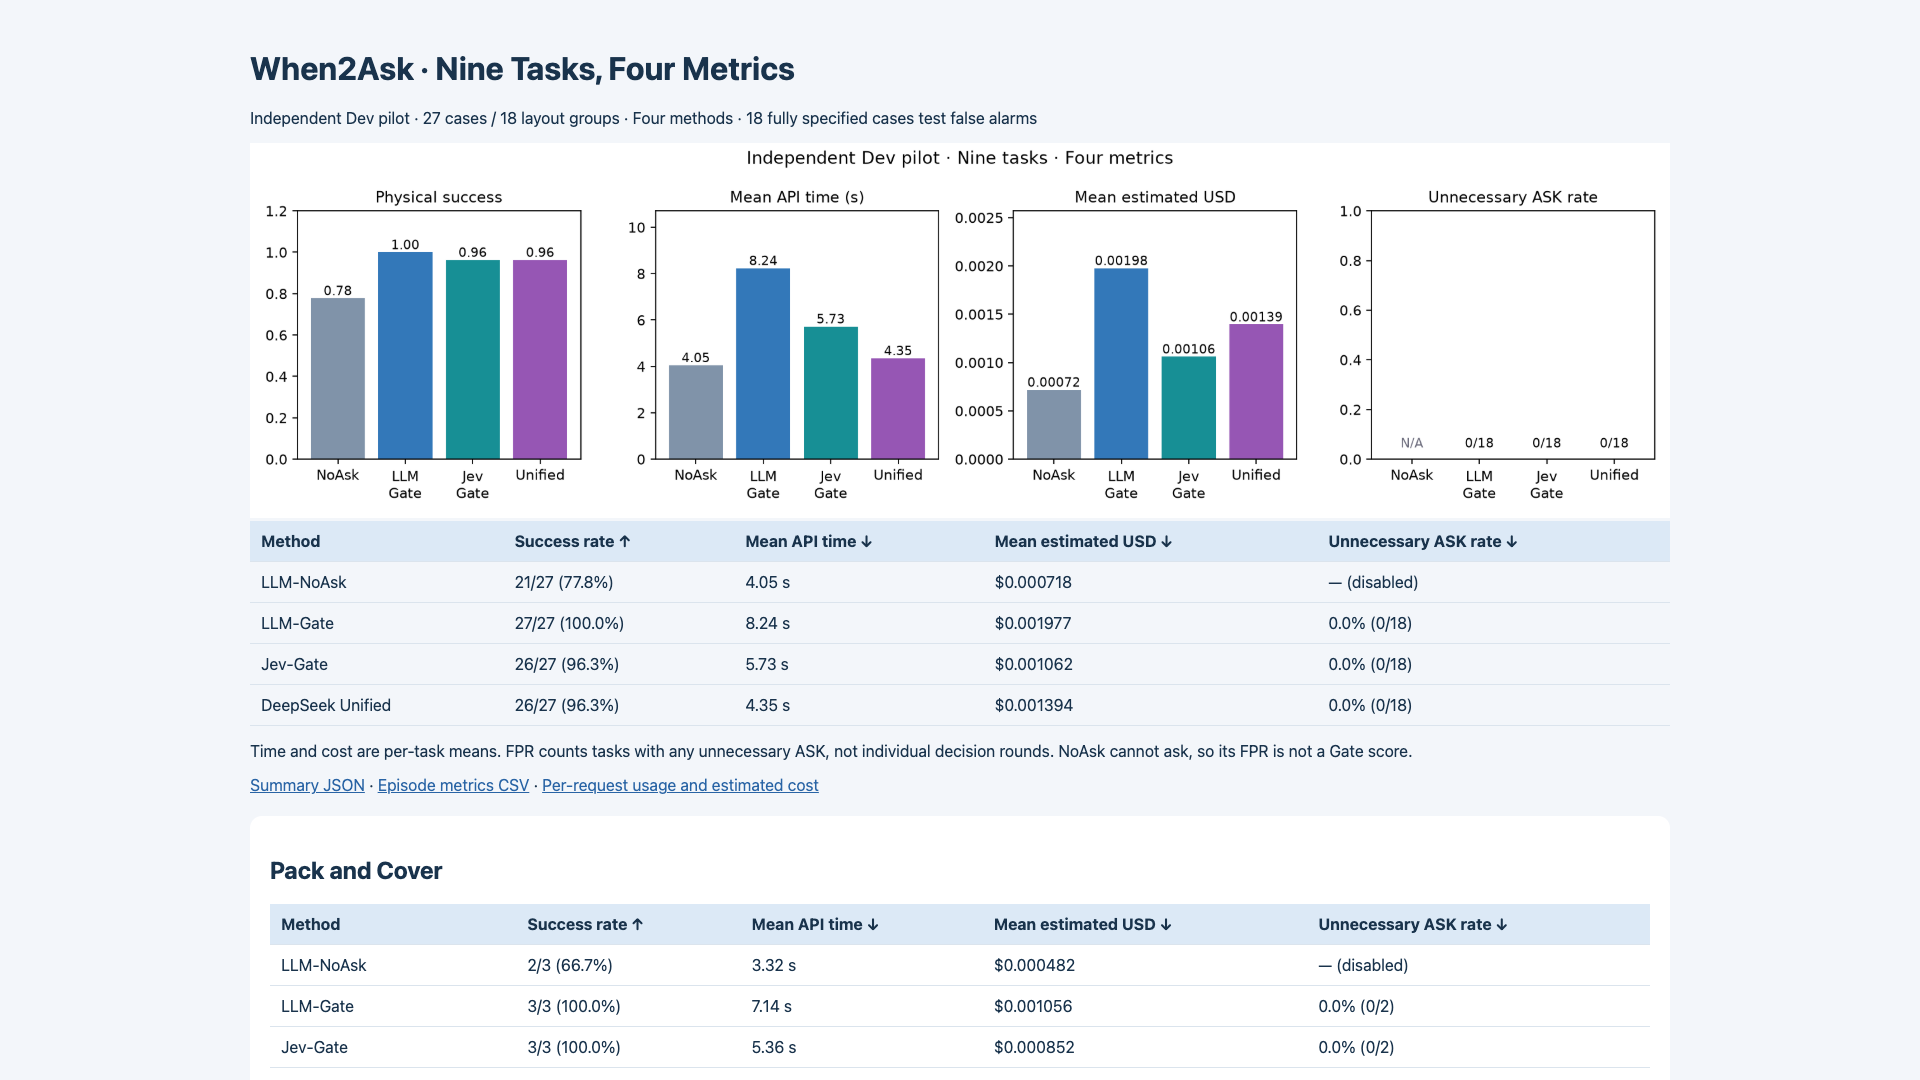 When2Ask · Nine Tasks, Four Metrics
Independent Dev pilot · 27 cases / 18 layout groups · Four methods · 18 fully specified cases test false alarms
Independent Dev pilot · Nine tasks · Four metrics
Physical success
1.2
1.0
0.8
0.6
0.4
0.2
0.0
0.78
1.00
0.96
0.96
NoAsk
LLM
Gate
Jev
Gate
Unified
Mean API time (s)
10
8
6
4
2
0
4.05
8.24
5.73
4.35
NoAsk
LLM
Gate
Jev
Gate
Unified
Mean estimated USD
0.0025
0.0020
0.0015
0.0010
0.0005
0.0000
0.00072
0.00198
0.00106
0.00139
NoAsk
LLM
Gate
Jev
Gate
Unified
Unnecessary ASK rate
1.0
0.8
0.6
0.4
0.2
0.0
N/A
0/18
0/18
0/18
NoAsk
LLM
Gate
Jev
Gate
Unified
Method Success rate ↑ Mean API time ↓ Mean estimated USD ↓ Unnecessary ASK rate ↓
LLM-NoAsk 21/27 (77.8%) 4.05 s $0.000718 — (disabled)
LLM-Gate 27/27 (100.0%) 8.24 s $0.001977 0.0% (0/18)
Jev-Gate 26/27 (96.3%) 5.73 s $0.001062 0.0% (0/18)
DeepSeek Unified 26/27 (96.3%) 4.35 s $0.001394 0.0% (0/18)
Time and cost are per-task means. FPR counts tasks with any unnecessary ASK, not individual decision rounds. NoAsk cannot ask, so its FPR is not a Gate score.
Summary JSON · Episode metrics CSV · Per-request usage and estimated cost
Pack and Cover
Method Success rate ↑ Mean API time ↓ Mean estimated USD ↓ Unnecessary ASK rate ↓
LLM-NoAsk 2/3 (66.7%) 3.32 s $0.000482 — (disabled)
LLM-Gate 3/3 (100.0%) 7.14 s $0.001056 0.0% (0/2)
Jev-Gate 3/3 (100.0%) 5.36 s $0.000852 0.0% (0/2)